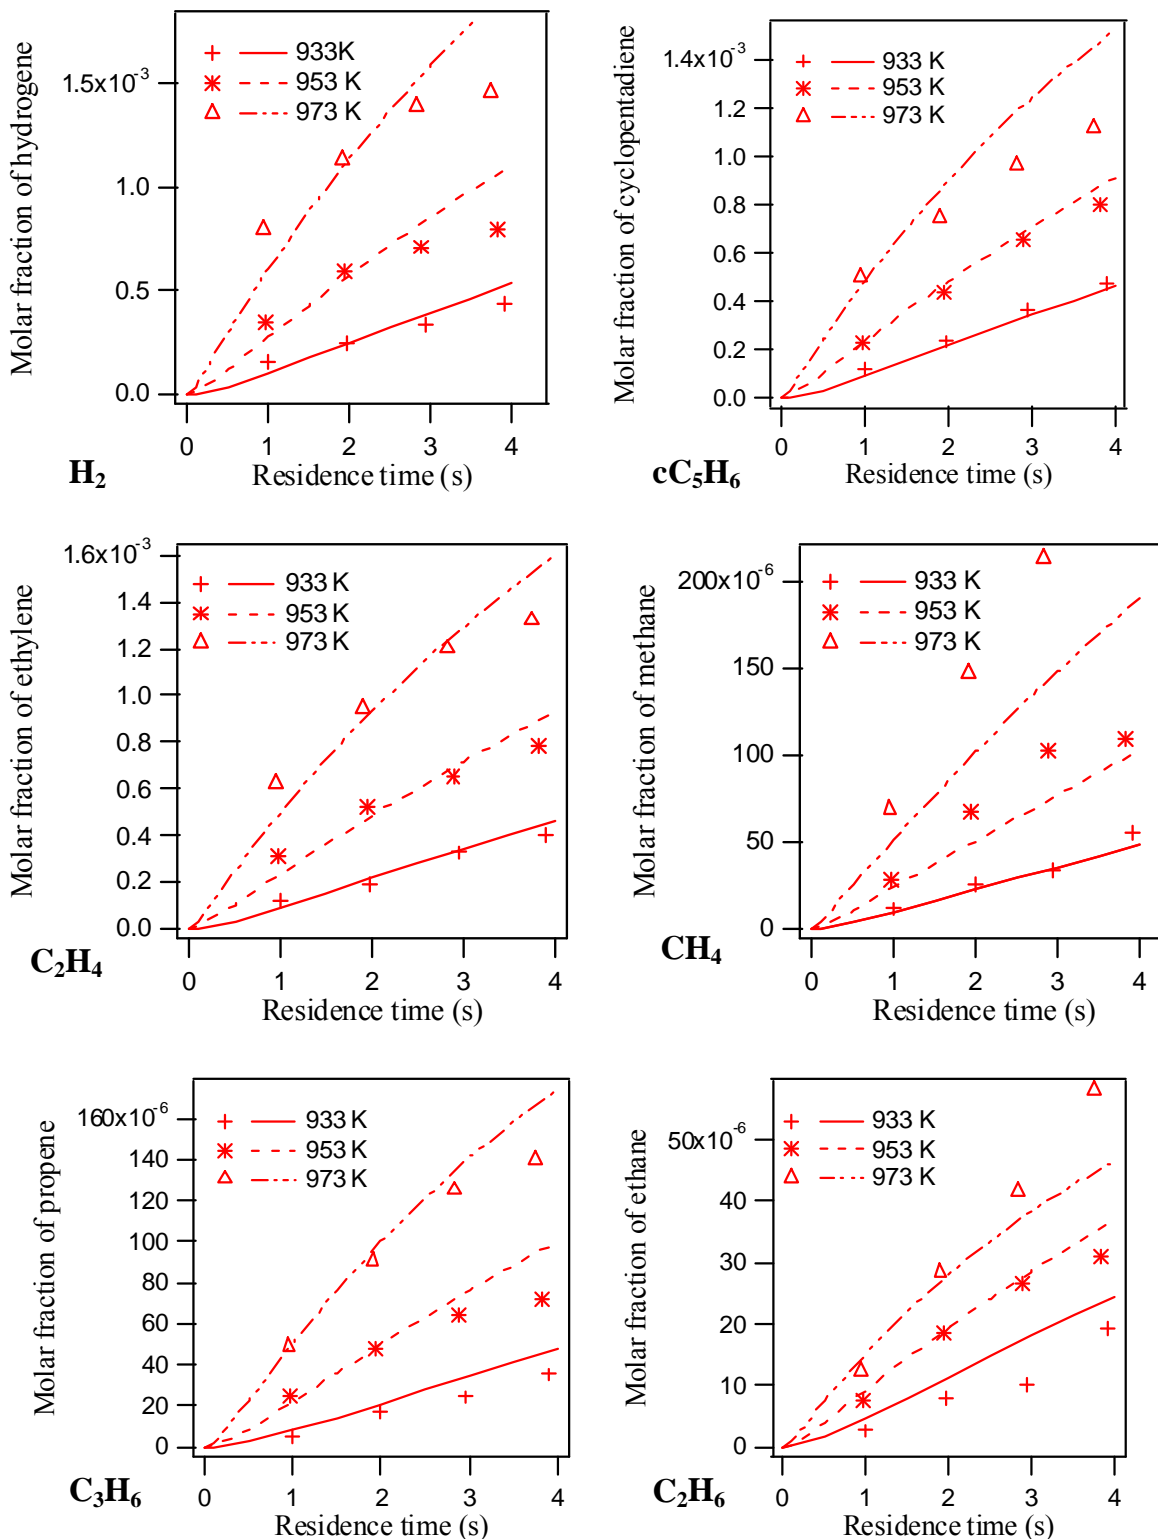 Molar fraction of hydrogene
1.5x10⁻³
1.0
0.5
0.0
933K
953 K
973 K
0 1 2 3 4
Residence time (s)
H₂
Molar fraction of cyclopentadiene
1.4x10⁻³
1.2
1.0
0.8
0.6
0.4
0.2
0.0
933 K
953 K
973 K
0 1 2 3 4
Residence time (s)
cC₅H₆
Molar fraction of ethylene
1.6x10⁻³
1.4
1.2
1.0
0.8
0.6
0.4
0.2
0.0
933 K
953 K
973 K
0 1 2 3 4
Residence time (s)
C₂H₄
Molar fraction of methane
200x10⁻⁶
150
100
50
0
933 K
953 K
973 K
0 1 2 3 4
Residence time (s)
CH₄
Molar fraction of propene
160x10⁻⁶
140
120
100
80
60
40
20
0
933 K
953 K
973 K
0 1 2 3 4
Residence time (s)
C₃H₆
Molar fraction of ethane
50x10⁻⁶
40
30
20
10
0
933 K
953 K
973 K
0 1 2 3 4
Residence time (s)
C₂H₆